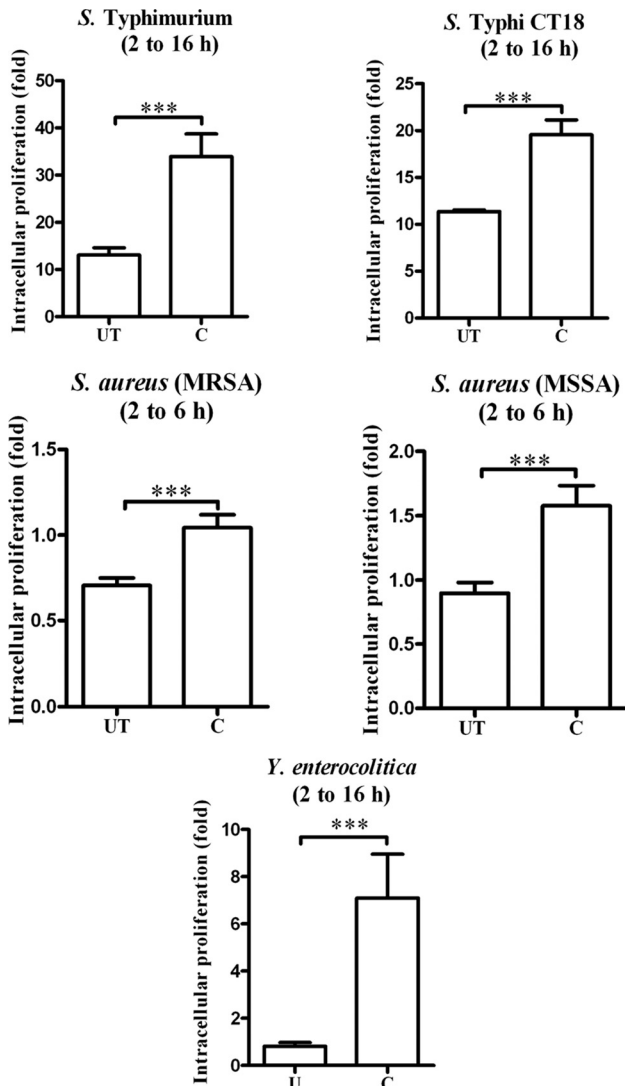 S. Typhimurium
(2 to 16 h)
Intracellular proliferation (fold)
50
40
30
20
10
0
***
UT C
S. Typhi CT18
(2 to 16 h)
Intracellular proliferation (fold)
25
20
15
10
5
0
***
UT C
S. aureus (MRSA)
(2 to 6 h)
Intracellular proliferation (fold)
1.5
1.0
0.5
0.0
***
UT C
S. aureus (MSSA)
(2 to 6 h)
Intracellular proliferation (fold)
2.0
1.5
1.0
0.5
0.0
***
UT C
Y. enterocolitica
(2 to 16 h)
Intracellular proliferation (fold)
10
8
6
4
2
0
***
U C